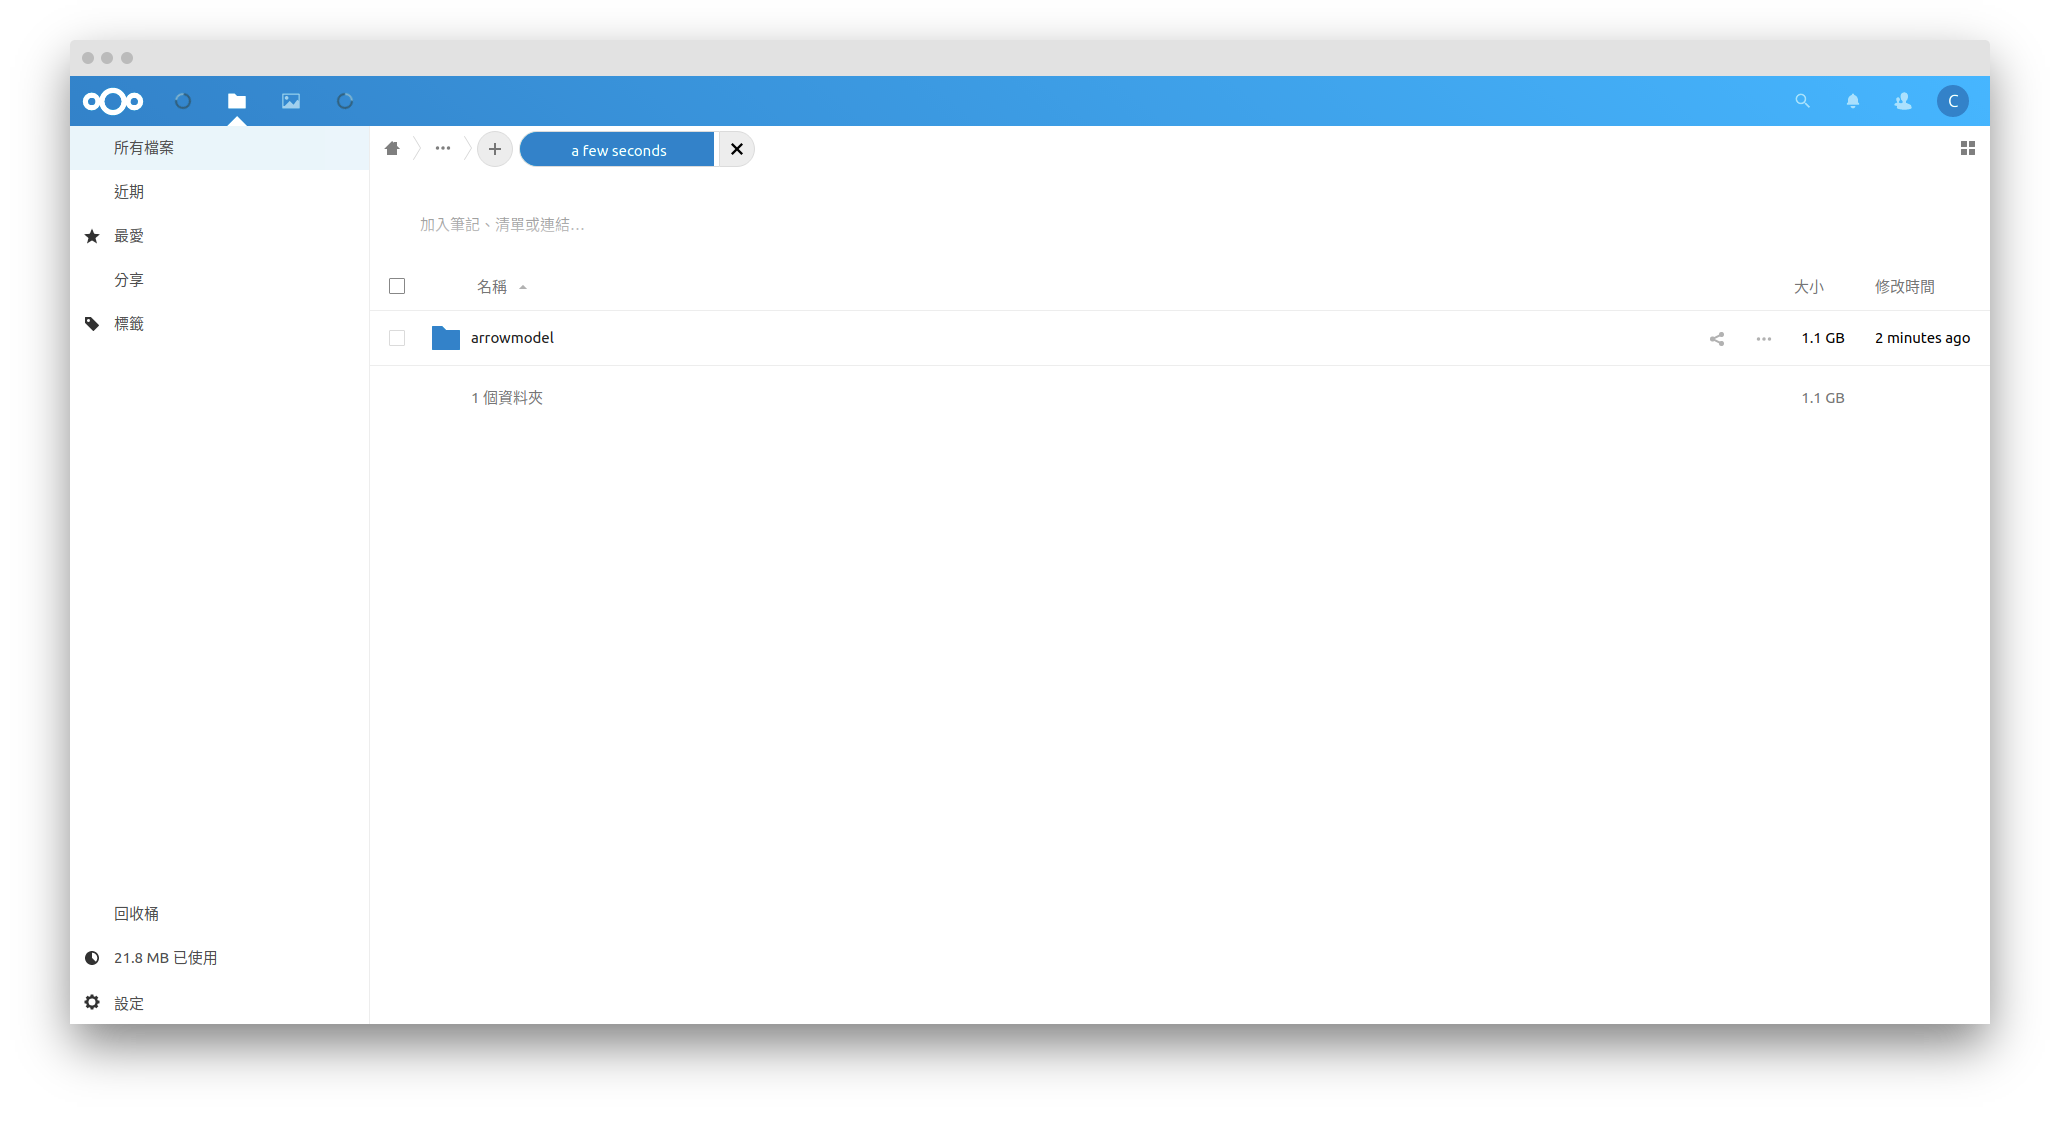 C
所有檔案
a few seconds
近期
最愛
分享
標籤
加入筆記、清單或連結…
名稱 大小 修改時間
arrowmodel 1.1 GB 2 minutes ago
1 個資料夾 1.1 GB
回收桶
21.8 MB 已使用
設定